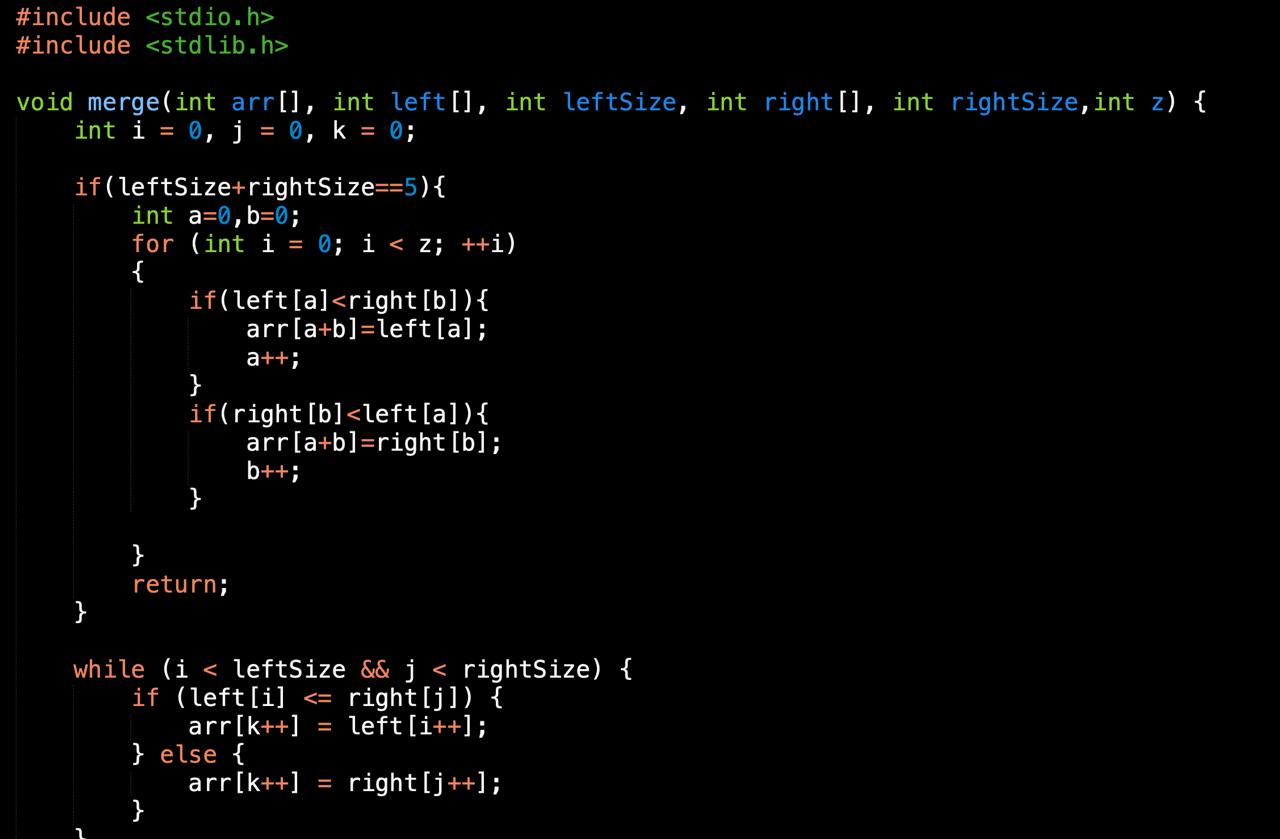 #include <stdio.h>
#include <stdlib.h>
void merge(int arr[], int left[], int leftSize, int right[], int rightSize,int z) {
    int i = 0, j = 0, k = 0;
    if(leftSize+rightSize==5){
        int a=0,b=0;
        for (int i = 0; i < z; ++i)
        {
            if(left[a]<right[b]){
                arr[a+b]=left[a];
                a++;
            }
            if(right[b]<left[a]){
                arr[a+b]=right[b];
                b++;
            }
        }
        return;
    }
    while (i < leftSize && j < rightSize) {
        if (left[i] <= right[j]) {
            arr[k++] = left[i++];
        } else {
            arr[k++] = right[j++];
        }
    }